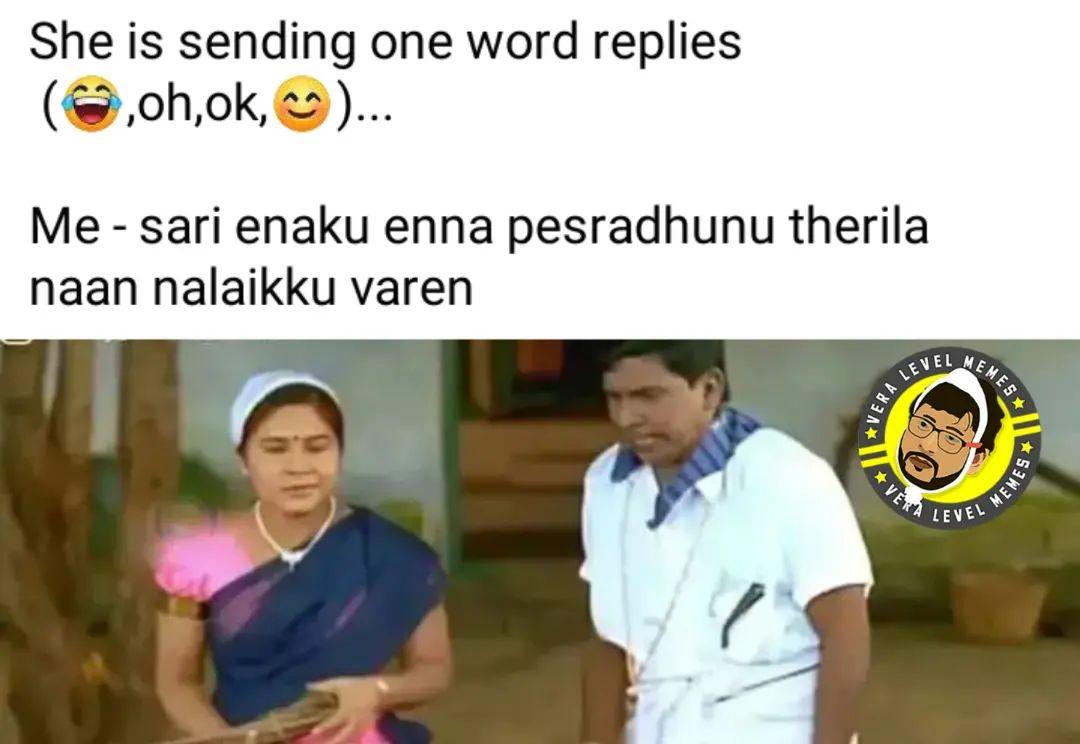 She is sending one word replies
(😂,oh,ok,😊)...
Me - sari enaku enna pesradhunu therila
naan nalaikku varen
VERA LEVEL MEMES
VERA LEVEL MEMES